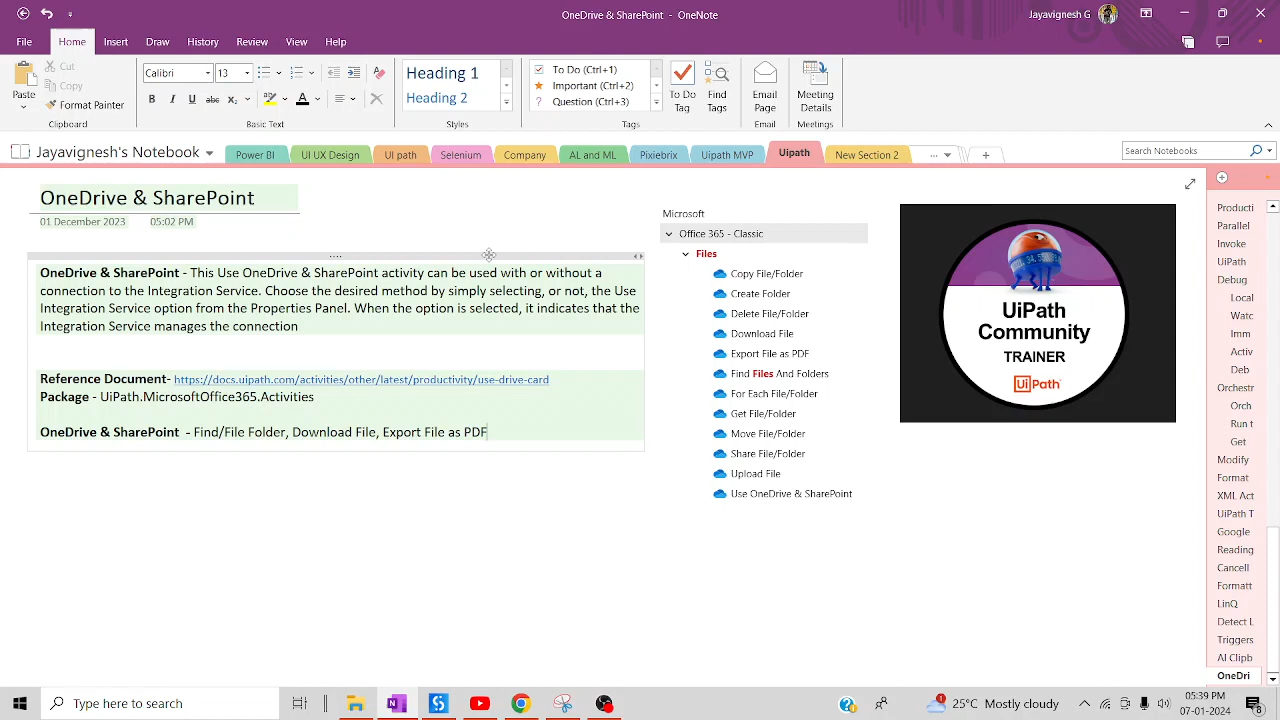 OneDrive & SharePoint - OneNote
Jayavignesh G
File Home Insert Draw History Review View Help
Paste
Cut
Copy
Format Painter
Clipboard
Calibri 13
B I U abc X₂ A
Basic Text
Heading 1
Heading 2
Styles
To Do (Ctrl+1)
Important (Ctrl+2)
Question (Ctrl+3)
To Do Tag
Find Tags
Tags
Email Page
Email
Meeting Details
Meetings
Jayavignesh's Notebook
Power BI UI UX Design UI path Selenium Company AL and ML Pixiebrix Uipath MVP Uipath New Section 2 ...
Search Notebooks
OneDrive & SharePoint
01 December 2023 05:02 PM
OneDrive & SharePoint - This Use OneDrive & SharePoint activity can be used with or without a
connection to the Integration Service. Choose the desired method by simply selecting, or not, the Use
Integration Service option from the Properties Panel. When the option is selected, it indicates that the
Integration Service manages the connection
Reference Document- https://docs.uipath.com/activities/other/latest/productivity/use-drive-card
Package - UiPath.MicrosoftOffice365.Activities
OneDrive & SharePoint - Find/File Folder, Download File, Export File as PDF
Microsoft
Office 365 - Classic
Files
Copy File/Folder
Create Folder
Delete File/Folder
Download File
Export File as PDF
Find Files And Folders
For Each File/Folder
Get File/Folder
Move File/Folder
Share File/Folder
Upload File
Use OneDrive & SharePoint
UiPath
Community
TRAINER
UiPath
Producti
Parallel
Invoke
UiPath
Debug
Local
Watc
Imm
Activ
Deb
Orchestr
Orch
Run t
Get
Modify
Format
XML Act
UiPath T
Google
Reading
Cancell
Formatt
LinQ
Detect L
Triggers
AI Clipb
OneDri
Type here to search
25°C Mostly cloudy
05:39 PM
07-01-2024